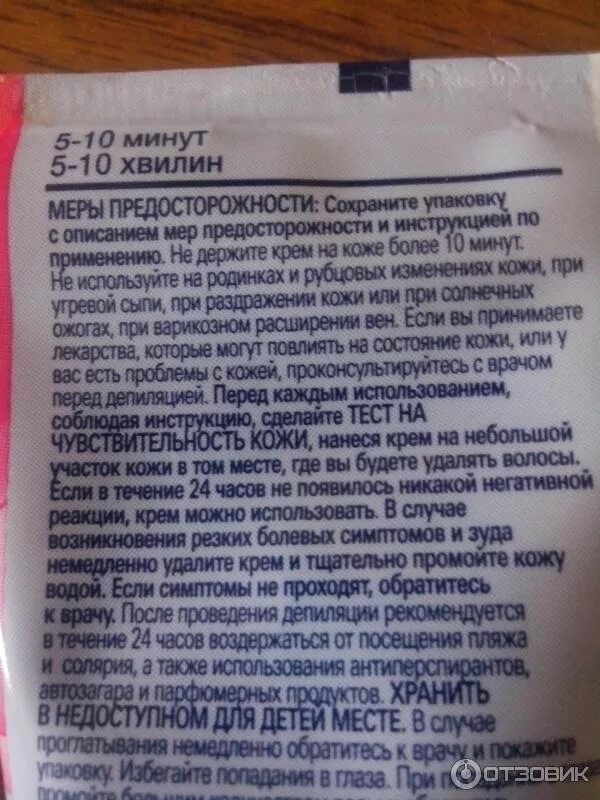 5-10 минут
5-10 хвилин
МЕРЫ ПРЕДОСТОРОЖНОСТИ: Сохраните упаковку
с описанием мер предосторожности и инструкцией по
применению. Не держите крем на коже более 10 минут.
Не используйте на родинках и рубцовых изменениях кожи, при
угревой сыпи, при раздражении кожи или при солнечных
ожогах, при варикозном расширении вен. Если вы принимаете
лекарства, которые могут повлиять на состояние кожи, или у
вас есть проблемы с кожей, проконсультируйтесь с врачом
перед депиляцией. Перед каждым использованием,
соблюдая инструкцию, сделайте ТЕСТ НА
ЧУВСТВИТЕЛЬНОСТЬ КОЖИ, нанеся крем на небольшой
участок кожи в том месте, где вы будете удалять волосы.
Если в течение 24 часов не появилось никакой негативной
реакции, крем можно использовать. В случае
возникновения резких болевых симптомов и зуда
немедленно удалите крем и тщательно промойте кожу
водой. Если симптомы не проходят, обратитесь
к врачу. После проведения депиляции рекомендуется
в течение 24 часов воздержаться от посещения пляжа
и солярия, а также использования антиперспирантов,
автозагара и парфюмерных продуктов. ХРАНИТЬ
В НЕДОСТУПНОМ ДЛЯ ДЕТЕЙ МЕСТЕ. В случае
проглатывания немедленно обратитесь к врачу и покажите
упаковку. Избегайте попадания в глаза. При
промойте большим
ОТЗОВИК